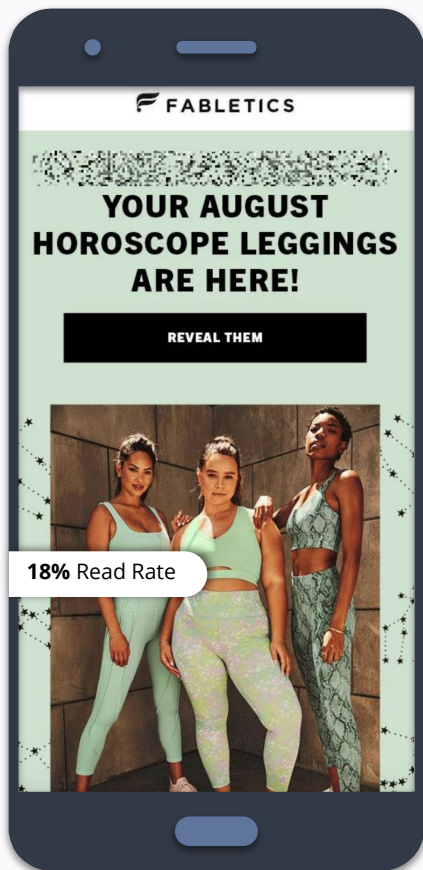 FABLETICS
YOUR AUGUST
HOROSCOPE LEGGINGS
ARE HERE!
REVEAL THEM
18% Read Rate